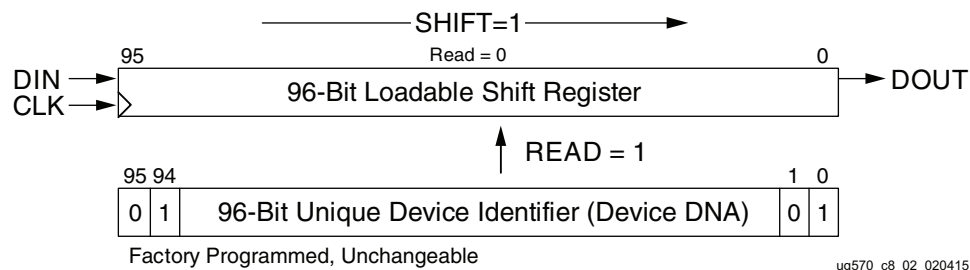 SHIFT=1
95 Read = 0 0
DIN 96-Bit Loadable Shift Register DOUT
CLK
READ = 1
95 94 1 0
0 1 96-Bit Unique Device Identifier (Device DNA) 0 1
Factory Programmed, Unchangeable
ug570_c8_02_020415